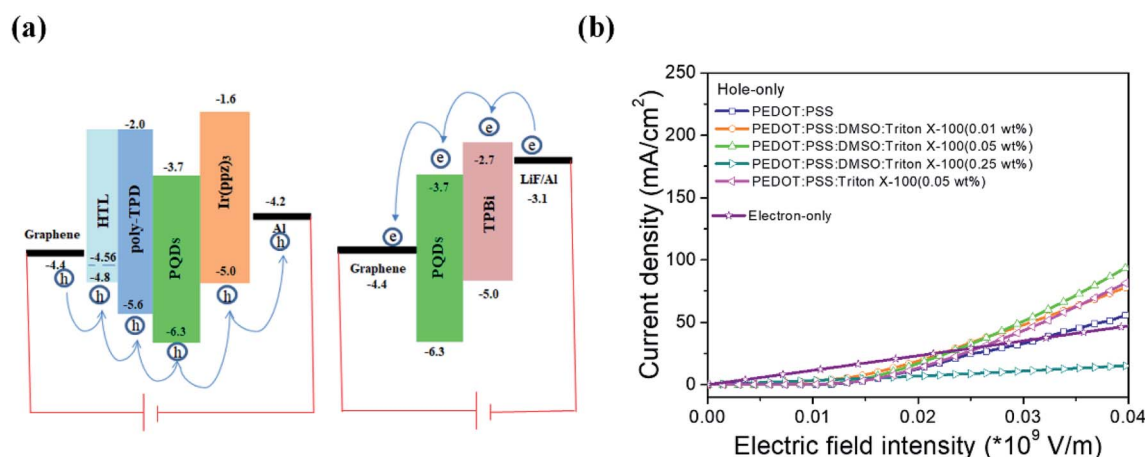 (a)
(b)
-1.6
-2.0
-3.7
Ir(ppz)₃
HTL
poly-TPD
PQDs
-4.2
Al
h
Graphene
-4.4
-4.56
-4.8
h
h
-5.0
h
-5.6
h
-6.3
h
e
e
e
-2.7
LiF/Al
-3.1
-3.7
TPBi
e
PQDs
Graphene
-4.4
-5.0
-6.3
Current density (mA/cm²)
250
200
150
100
50
0
Hole-only
PEDOT:PSS
PEDOT:PSS:DMSO:Triton X-100(0.01 wt%)
PEDOT:PSS:DMSO:Triton X-100(0.05 wt%)
PEDOT:PSS:DMSO:Triton X-100(0.25 wt%)
PEDOT:PSS:Triton X-100(0.05 wt%)
Electron-only
0.00 0.01 0.02 0.03 0.04
Electric field intensity (*10⁹ V/m)